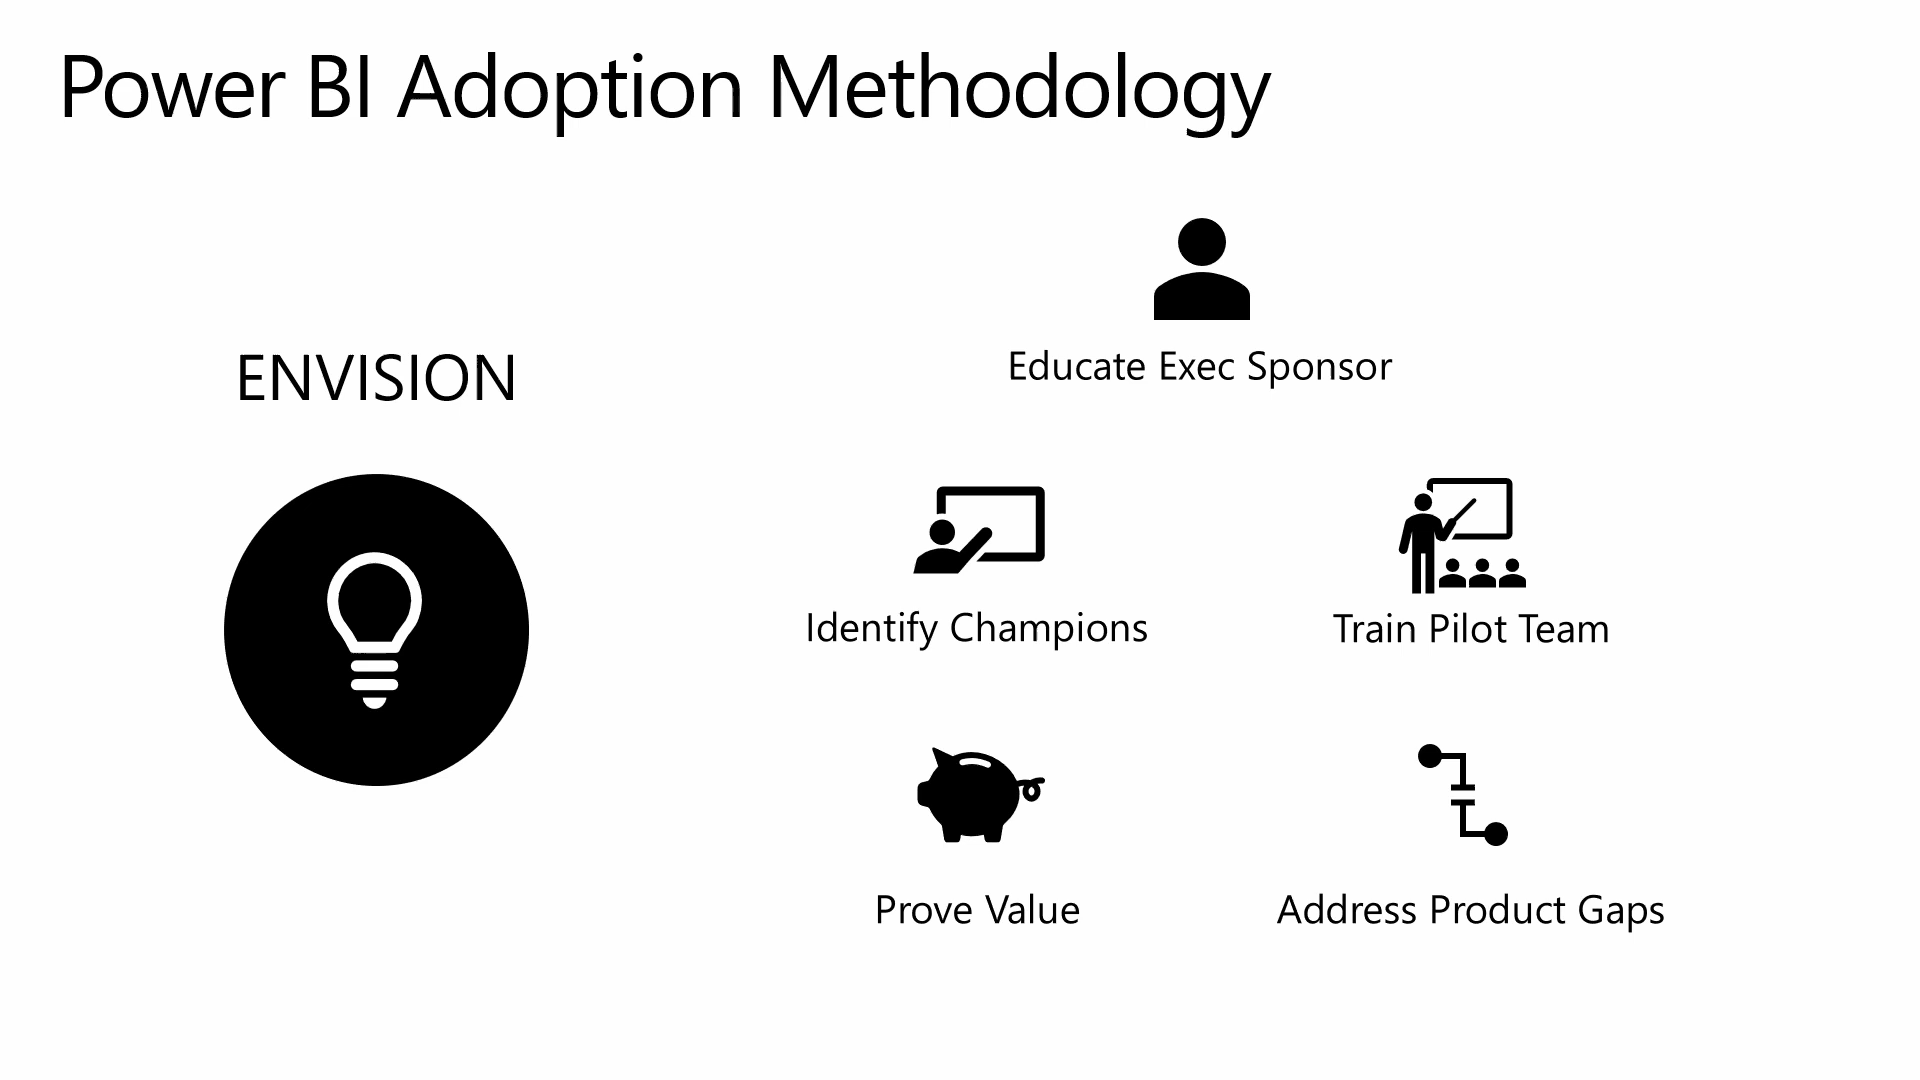 Power BI Adoption Methodology
ENVISION
Educate Exec Sponsor
Identify Champions
Train Pilot Team
Prove Value
Address Product Gaps